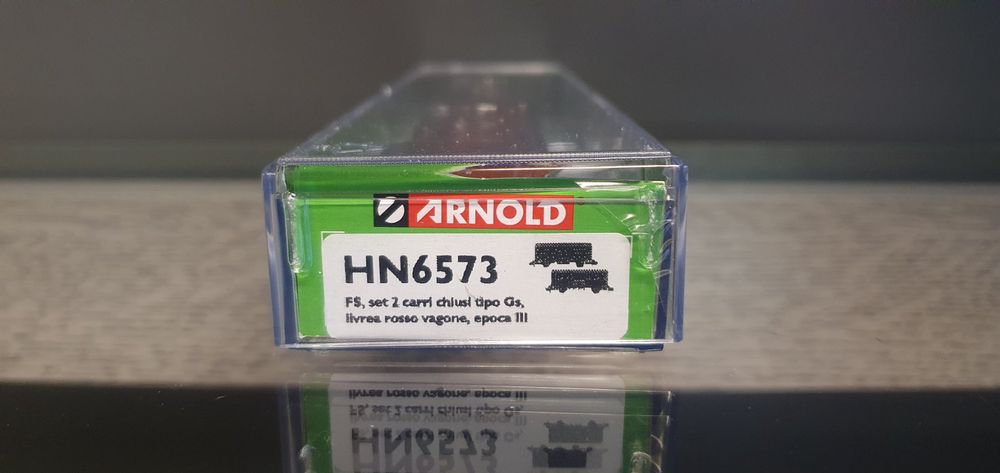 ARNOLD
HN6573
FS, set 2 carri chiusi tipo Gs,
livrea rosso vagone, epoca III